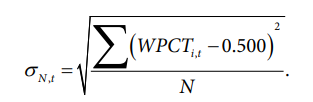 σ_{N,t} = √(∑(WPCT_{i,t} − 0.500)² / N).